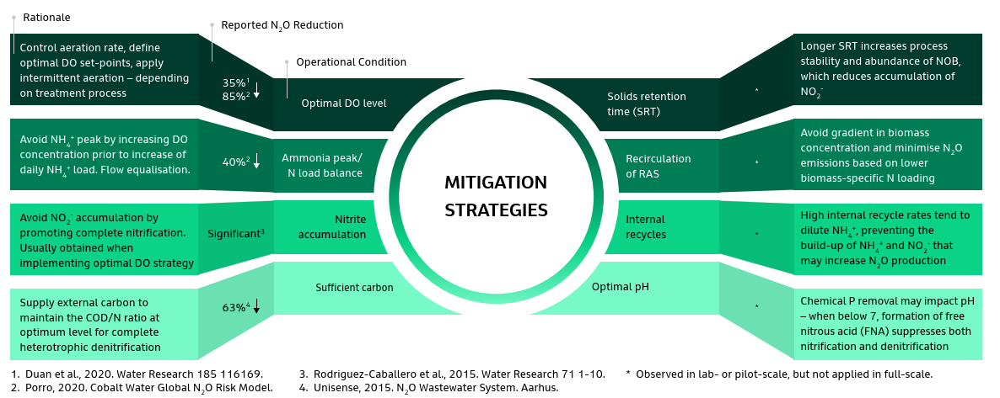 Rationale
Reported N₂O Reduction
Operational Condition
Control aeration rate, define
optimal DO set-points, apply
intermittent aeration – depending
on treatment process
35%¹
85%² ↓
Optimal DO level
Avoid NH₄⁺ peak by increasing DO
concentration prior to increase of
daily NH₄⁺ load. Flow equalisation.
40%² ↓
Ammonia peak/
N load balance
Avoid NO₂⁻ accumulation by
promoting complete nitrification.
Usually obtained when
implementing optimal DO strategy
Significant³
Nitrite
accumulation
Supply external carbon to
maintain the COD/N ratio at
optimum level for complete
heterotrophic denitrification
63%⁴ ↓
Sufficient carbon
MITIGATION
STRATEGIES
Solids retention
time (SRT)
*
Longer SRT increases process
stability and abundance of NOB,
which reduces accumulation of
NO₂⁻
Recirculation
of RAS
*
Avoid gradient in biomass
concentration and minimise N₂O
emissions based on lower
biomass-specific N loading
Internal
recycles
*
High internal recycle rates tend to
dilute NH₄⁺, preventing the
build-up of NH₄⁺ and NO₂⁻ that
may increase N₂O production
Optimal pH
*
Chemical P removal may impact pH
– when below 7, formation of free
nitrous acid (FNA) suppresses both
nitrification and denitrification
1. Duan et al., 2020. Water Research 185 116169.
2. Porro, 2020. Cobalt Water Global N₂O Risk Model.
3. Rodriguez-Caballero et al., 2015. Water Research 71 1-10.
4. Unisense, 2015. N₂O Wastewater System. Aarhus.
* Observed in lab- or pilot-scale, but not applied in full-scale.